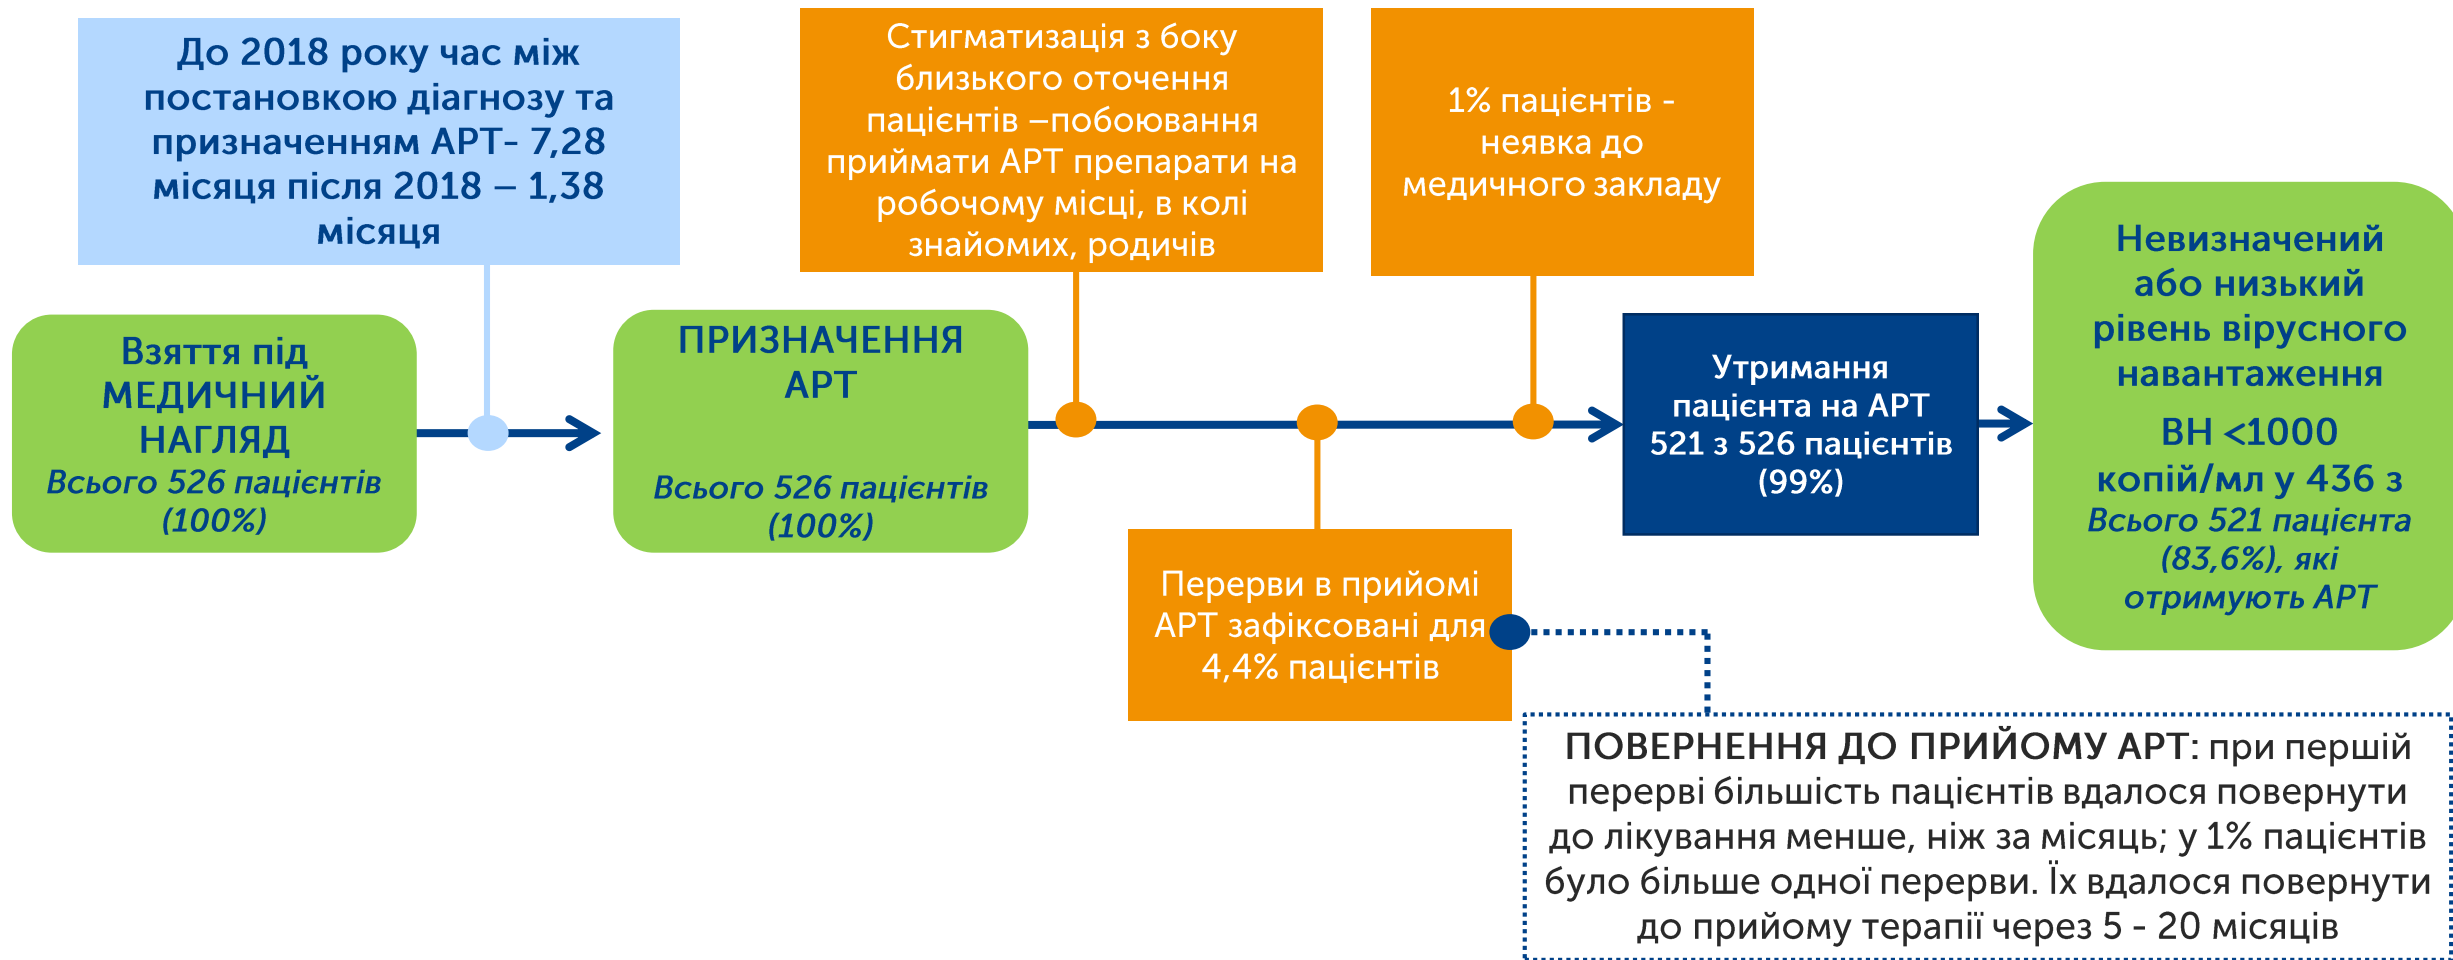 До 2018 року час між
постановкою діагнозу та
призначенням АРТ- 7,28
місяця після 2018 – 1,38
місяця
Стигматизація з боку
близького оточення
пацієнтів –побоювання
приймати АРТ препарати на
робочому місці, в колі
знайомих, родичів
1% пацієнтів -
неявка до
медичного закладу
Взяття під
МЕДИЧНИЙ
НАГЛЯД
Всього 526 пацієнтів
(100%)
ПРИЗНАЧЕННЯ
АРТ
Всього 526 пацієнтів
(100%)
Утримання
пацієнта на АРТ
521 з 526 пацієнтів
(99%)
Невизначений
або низький
рівень вірусного
навантаження
ВН <1000
копій/мл у 436 з
Всього 521 пацієнта
(83,6%), які
отримують АРТ
Перерви в прийомі
АРТ зафіксовані для
4,4% пацієнтів
ПОВЕРНЕННЯ ДО ПРИЙОМУ АРТ: при першій
перерві більшість пацієнтів вдалося повернути
до лікування менше, ніж за місяць; у 1% пацієнтів
було більше одної перерви. Їх вдалося повернути
до прийому терапії через 5 - 20 місяців